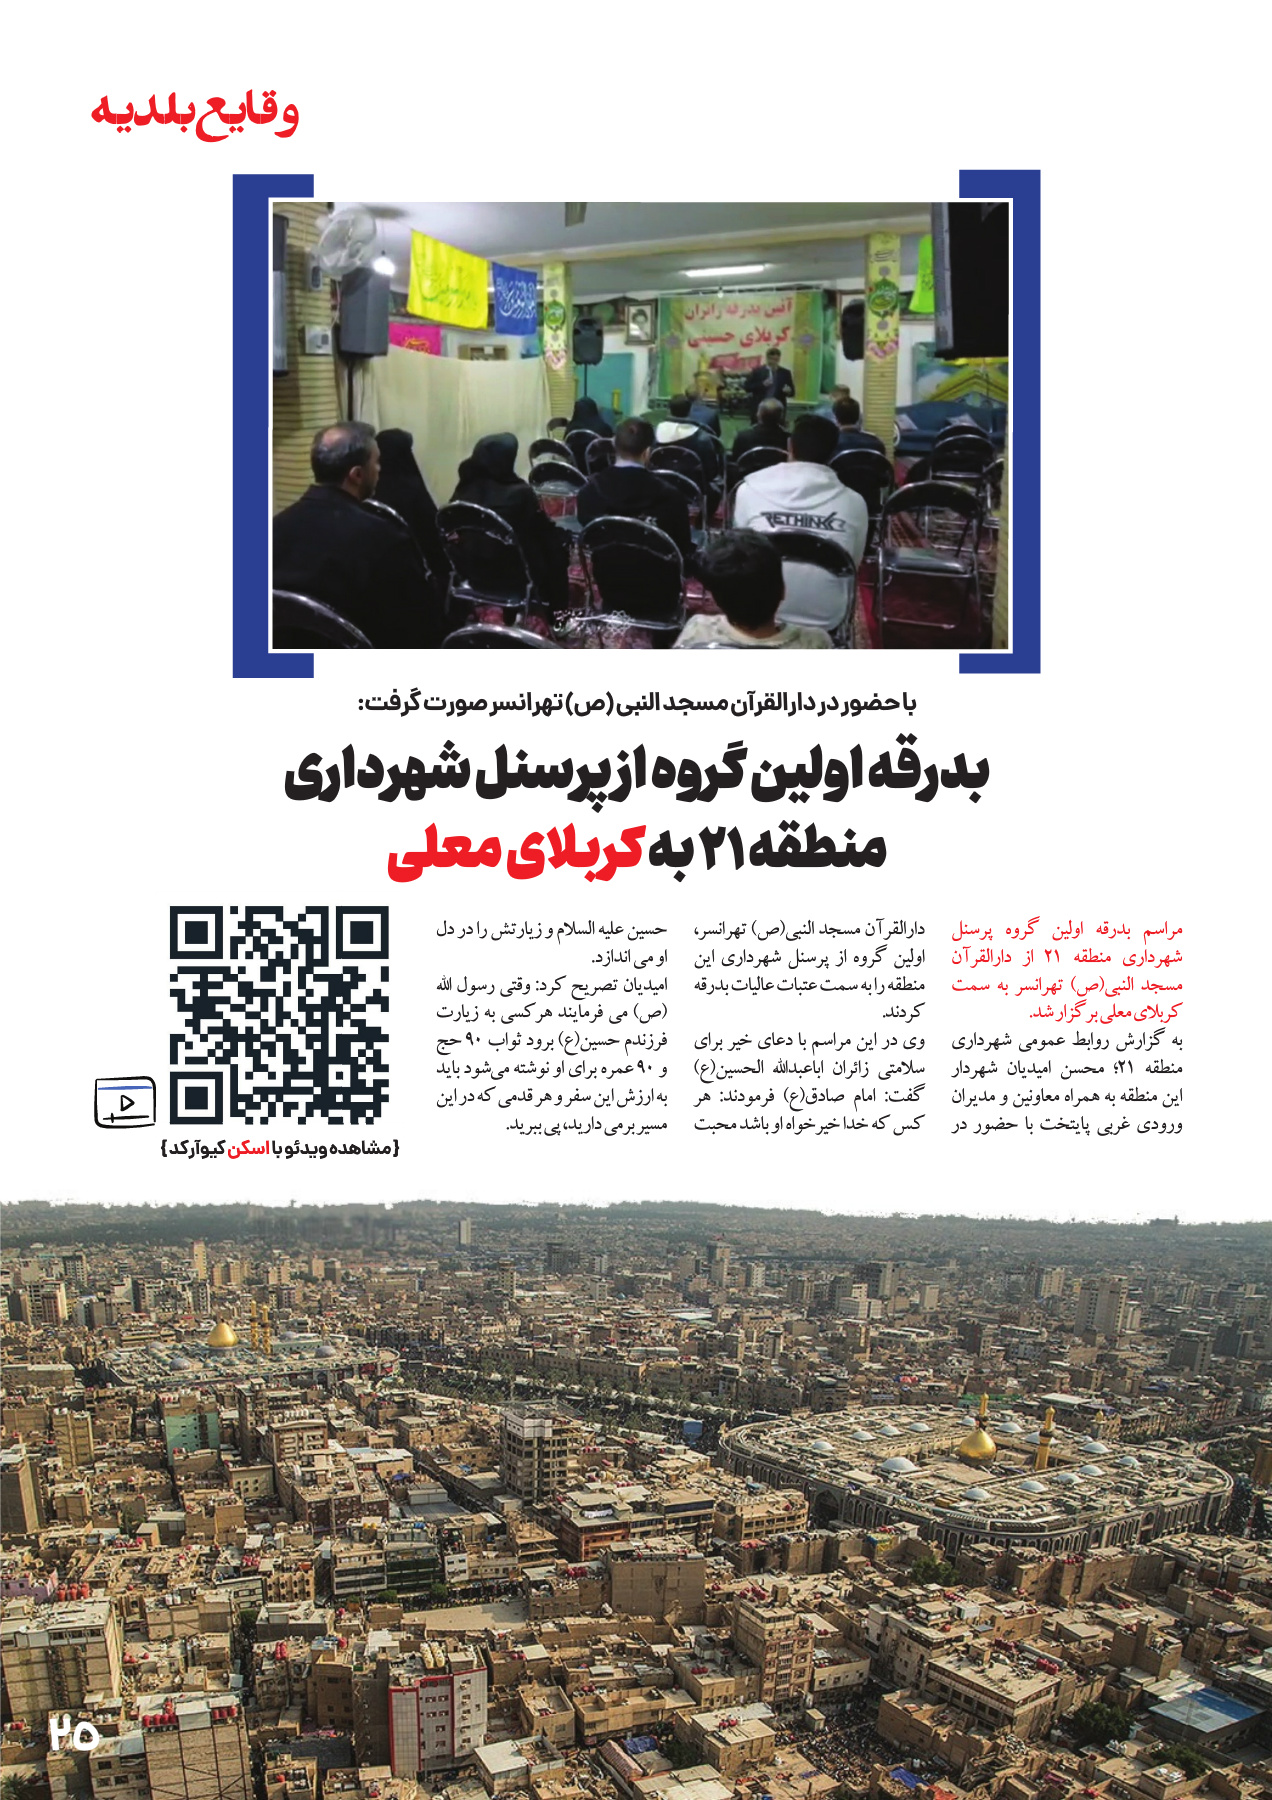 وقایع بلدیه
آئین بدرقه زائران
کربلای حسینی
RETHINK
با حضور در دارالقرآن مسجد النبی (ص) تهرانسر صورت گرفت:
بدرقه اولین گروه از پرسنل شهرداری
منطقه ۲۱ به کربلای معلی
مراسم بدرقه اولین گروه پرسنل
شهرداری منطقه ۲۱ از دارالقرآن
مسجد النبی(ص) تهرانسر به سمت
کربلای معلی برگزار شد.
به گزارش روابط عمومی شهرداری
منطقه ۲۱؛ محسن امیدیان شهردار
این منطقه به همراه معاونین و مدیران
ورودی غربی پایتخت با حضور در
دارالقرآن مسجد النبی(ص) تهرانسر،
اولین گروه از پرسنل شهرداری این
منطقه را به سمت عتبات عالیات بدرقه
کردند.
وی در این مراسم با دعای خیر برای
سلامتی زائران اباعبدالله الحسین(ع)
گفت: امام صادق(ع) فرمودند: هر
کس که خدا خیرخواه او باشد محبت
حسین علیه السلام و زیارتش را در دل
او می اندازد.
امیدیان تصریح کرد: وقتی رسول الله
(ص) می فرمایند هرکسی به زیارت
فرزندم حسین(ع) برود ثواب ۹۰ حج
و ۹۰ عمره برای او نوشته می‌شود باید
به ارزش این سفر و هر قدمی که در این
مسیر برمی دارید، پی ببرید.
{مشاهده ویدئو با اسکن کیوآرکد}
۲۵